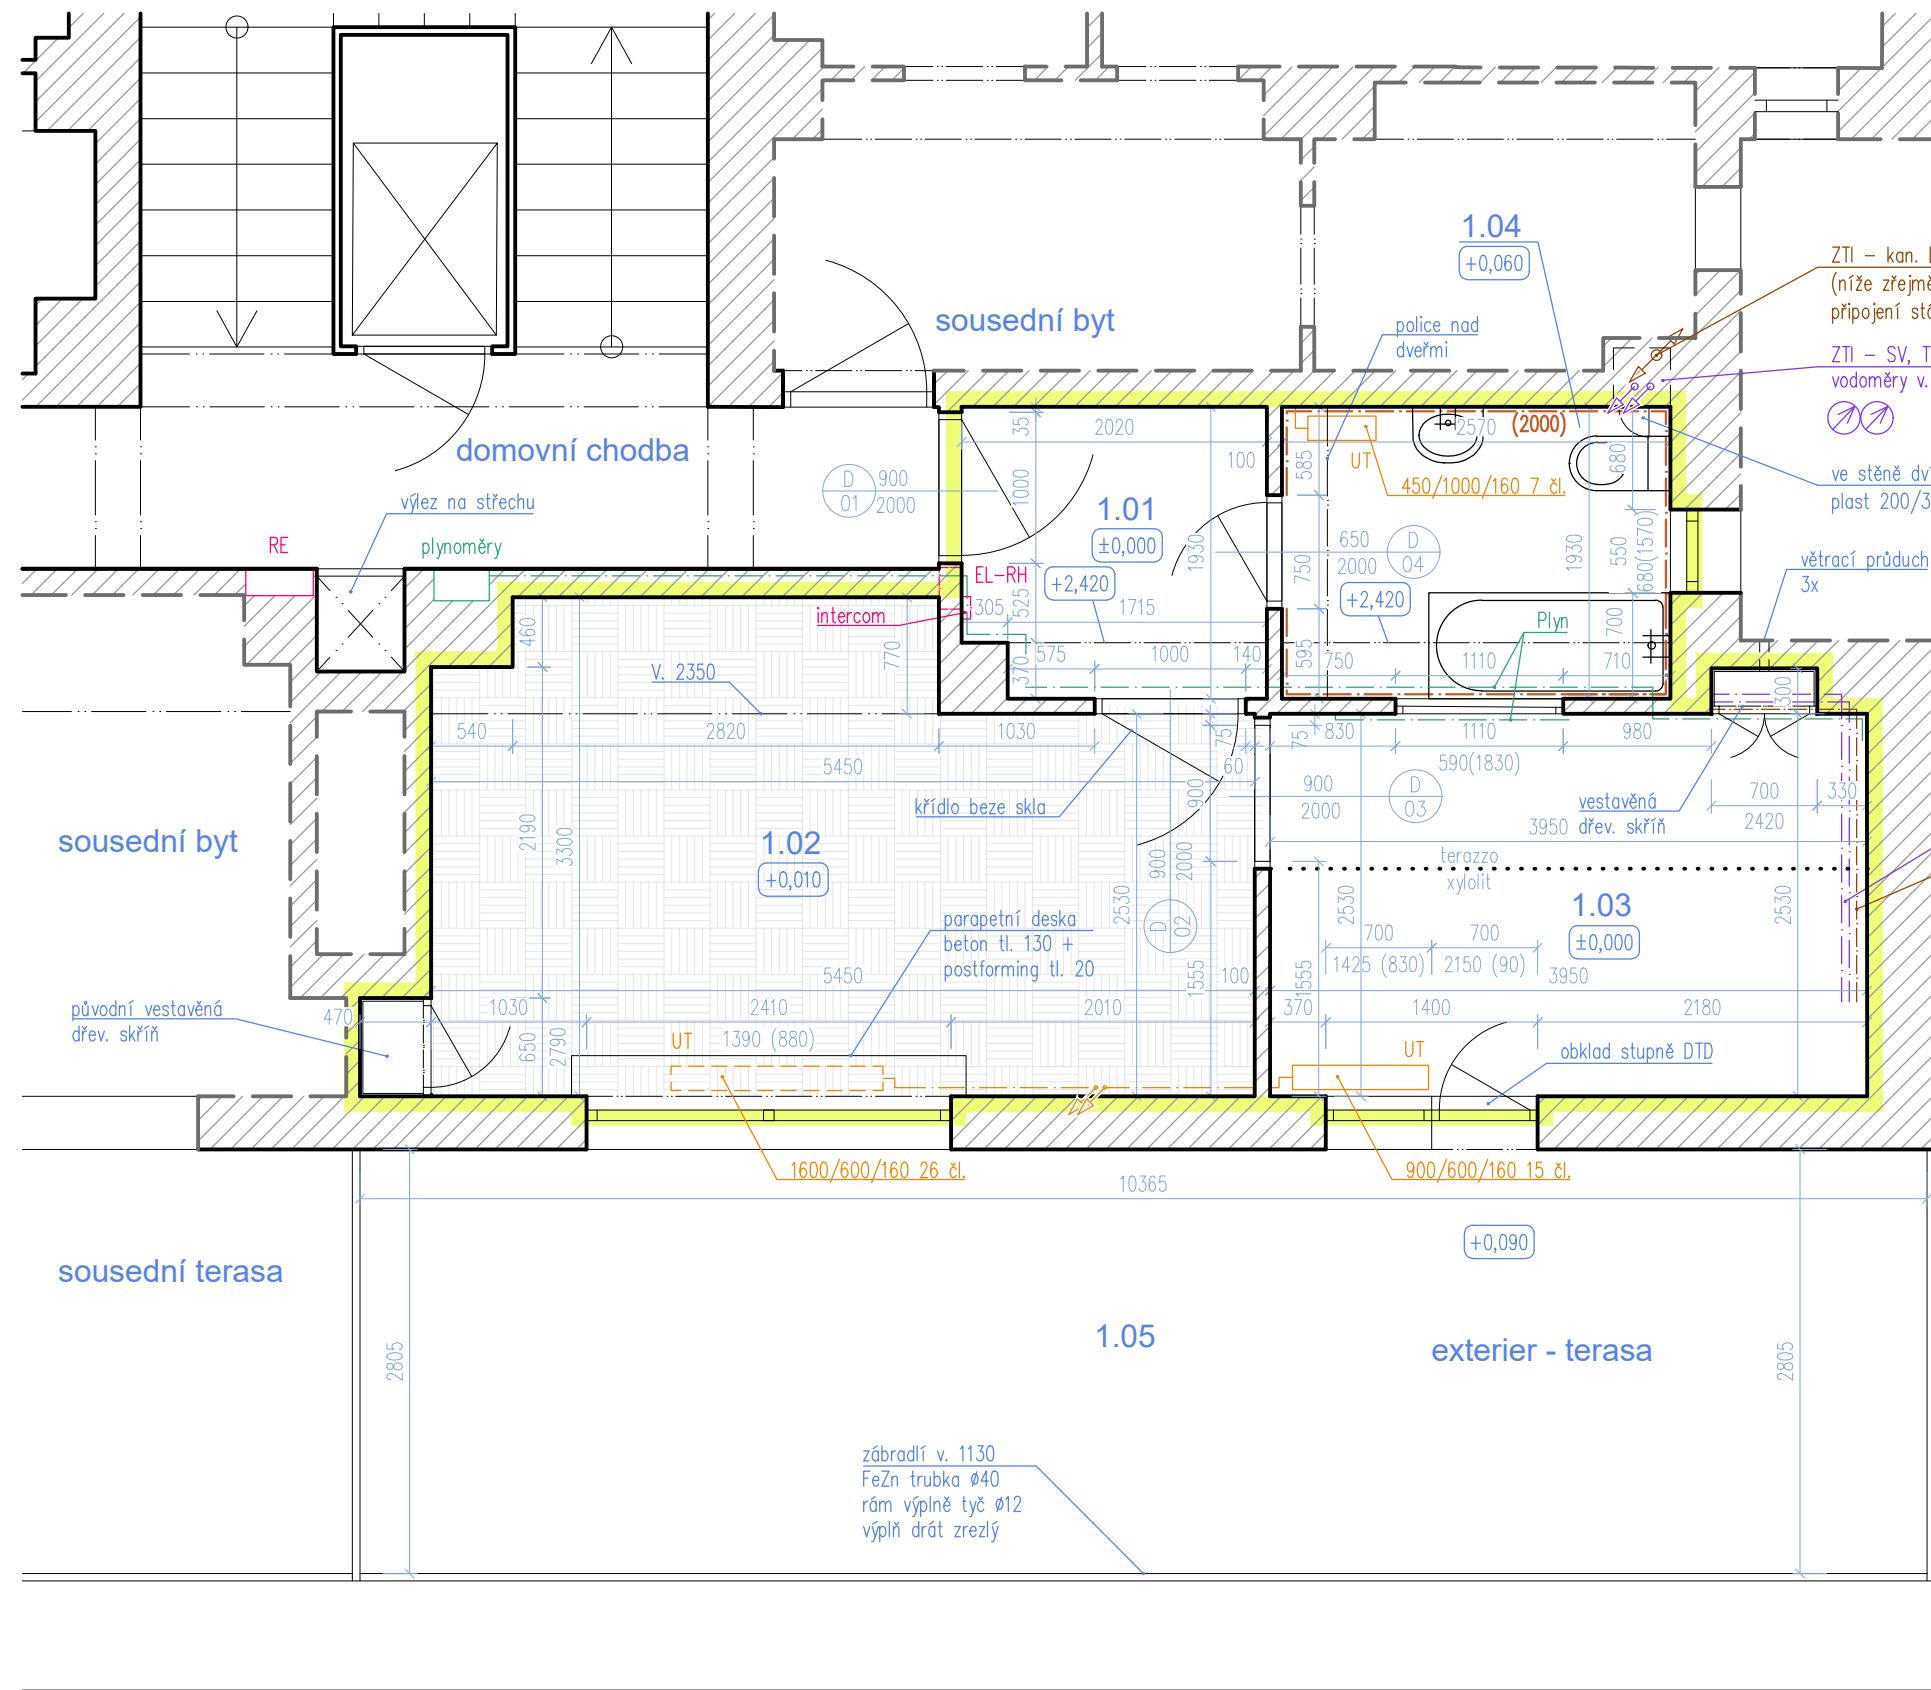 1.04
+0,060
sousední byt
police nad
dveřmi
ZTI – kan.
(níže zřejmě
připojení
ZTI – SV,
vodoměry v.
domovní chodba
výlez na střechu
RE
plynoměry
D
01
900
2000
35
2020
100
1000
1.01
±0,000
+2,420
1930
EL-RH
intercom
305
525
1715
370
575
1000
140
585
UT
2570
(2000)
450/1000/160 7 čl.
680
650
2000
D
04
750
+2,420
1930
550
680(1570)
700
Plyn
595
750
1110
710
ve stěně
plast
větrací průduch
3x
300
460
770
V. 2350
540
2820
1030
75
75
830
1110
980
5450
60
590(1830)
900
900
2000
D
03
křídlo beze skla
vestavěná
dřev. skříň
700
330
2420
3950
sousední byt
2190
3300
1.02
+0,010
900
2000
D
02
2530
terazzo
xylolit
1.03
±0,000
2530
2530
parapetní deska
beton tl. 130 +
postforming tl. 20
700
700
1425 (830)
2150 (90)
5450
1555
100
1555
3950
původní vestavěná
dřev. skříň
470
1030
2410
2010
370
1400
2180
650
2790
UT
1390 (880)
UT
obklad stupně DTD
1600/600/160 26 čl.
900/600/160 15 čl.
10365
+0,090
sousední terasa
1.05
exterier - terasa
2805
2805
zábradlí v. 1130
FeZn trubka ø40
rám výplně tyč ø12
výplň drát zrezlý